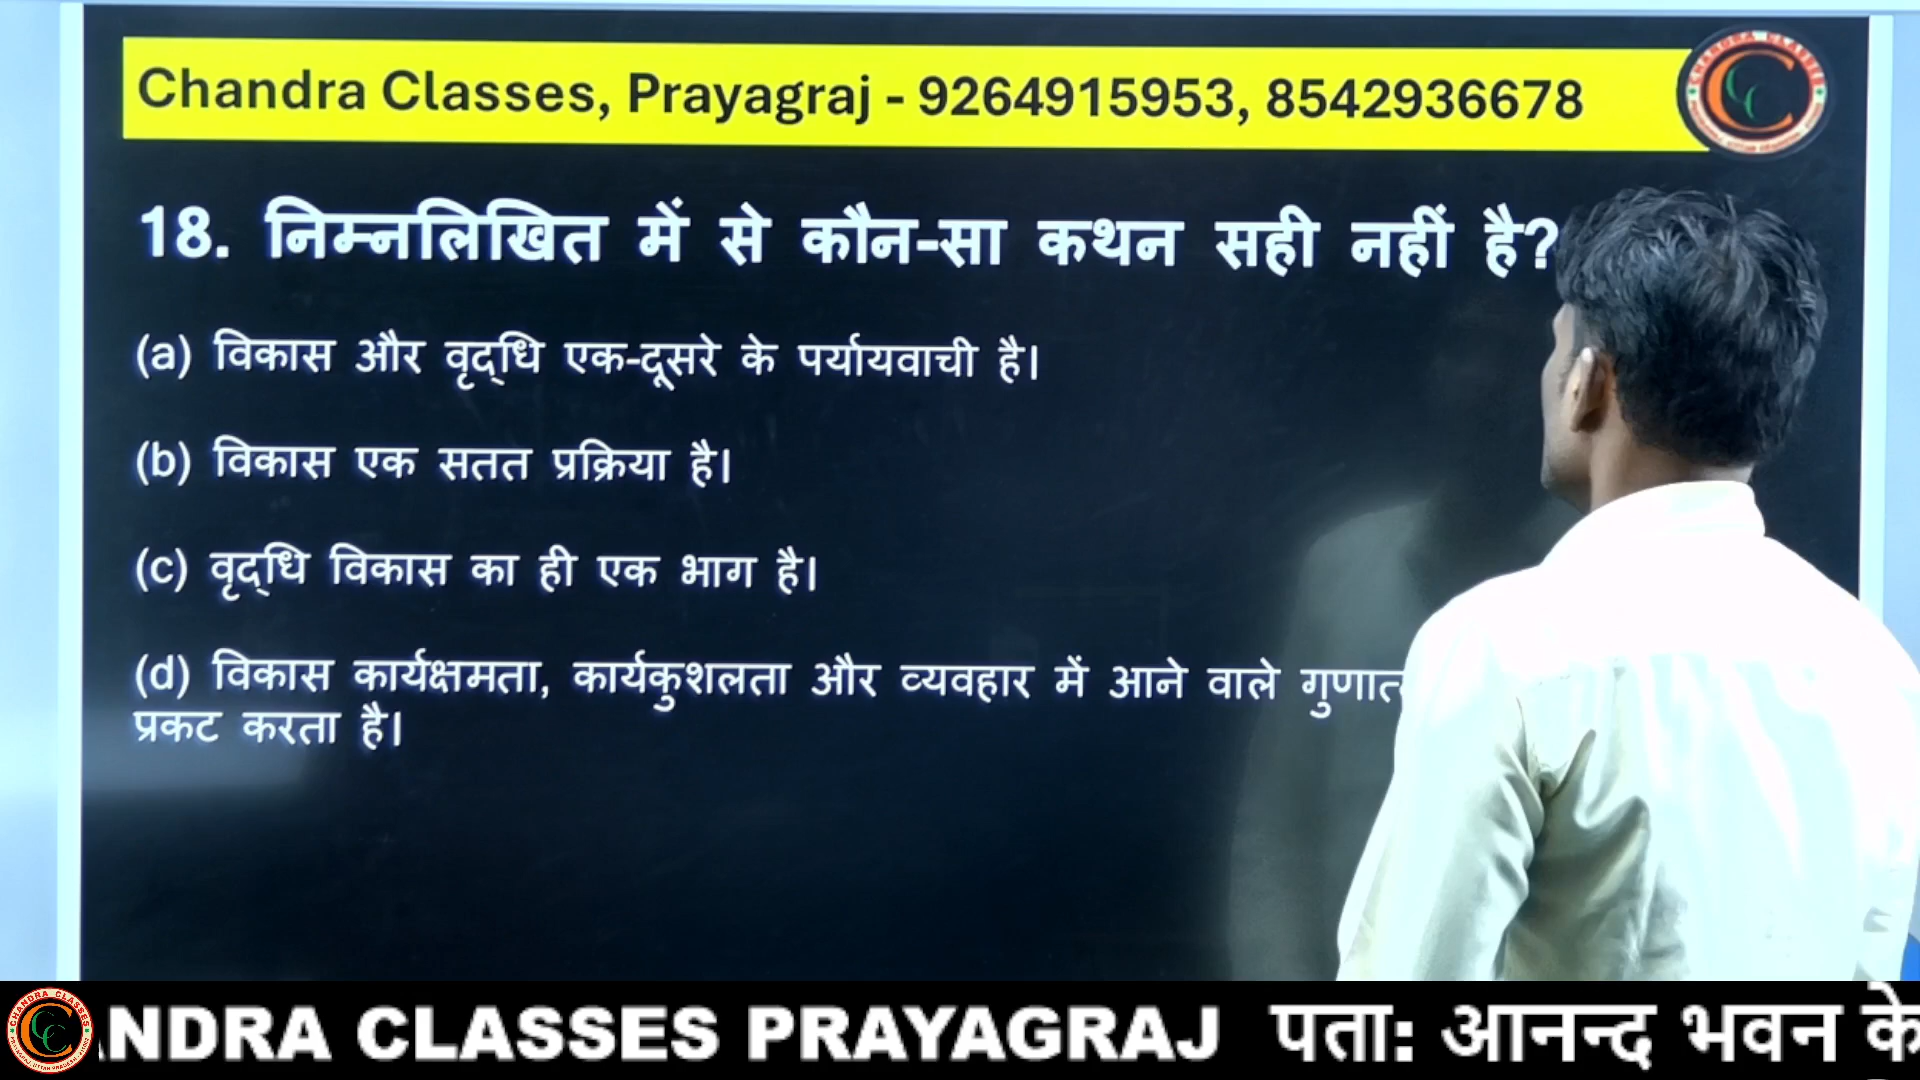 Chandra Classes, Prayagraj - 9264915953, 8542936678
18. निम्नलिखित में से कौन-सा कथन सही नहीं है?
(a) विकास और वृद्धि एक-दूसरे के पर्यायवाची है।
(b) विकास एक सतत प्रक्रिया है।
(c) वृद्धि विकास का ही एक भाग है।
(d) विकास कार्यक्षमता, कार्यकुशलता और व्यवहार में आने वाले
प्रकट करता है।
CLASSES PRAYAGRAJ पता: आनन्द भवन के